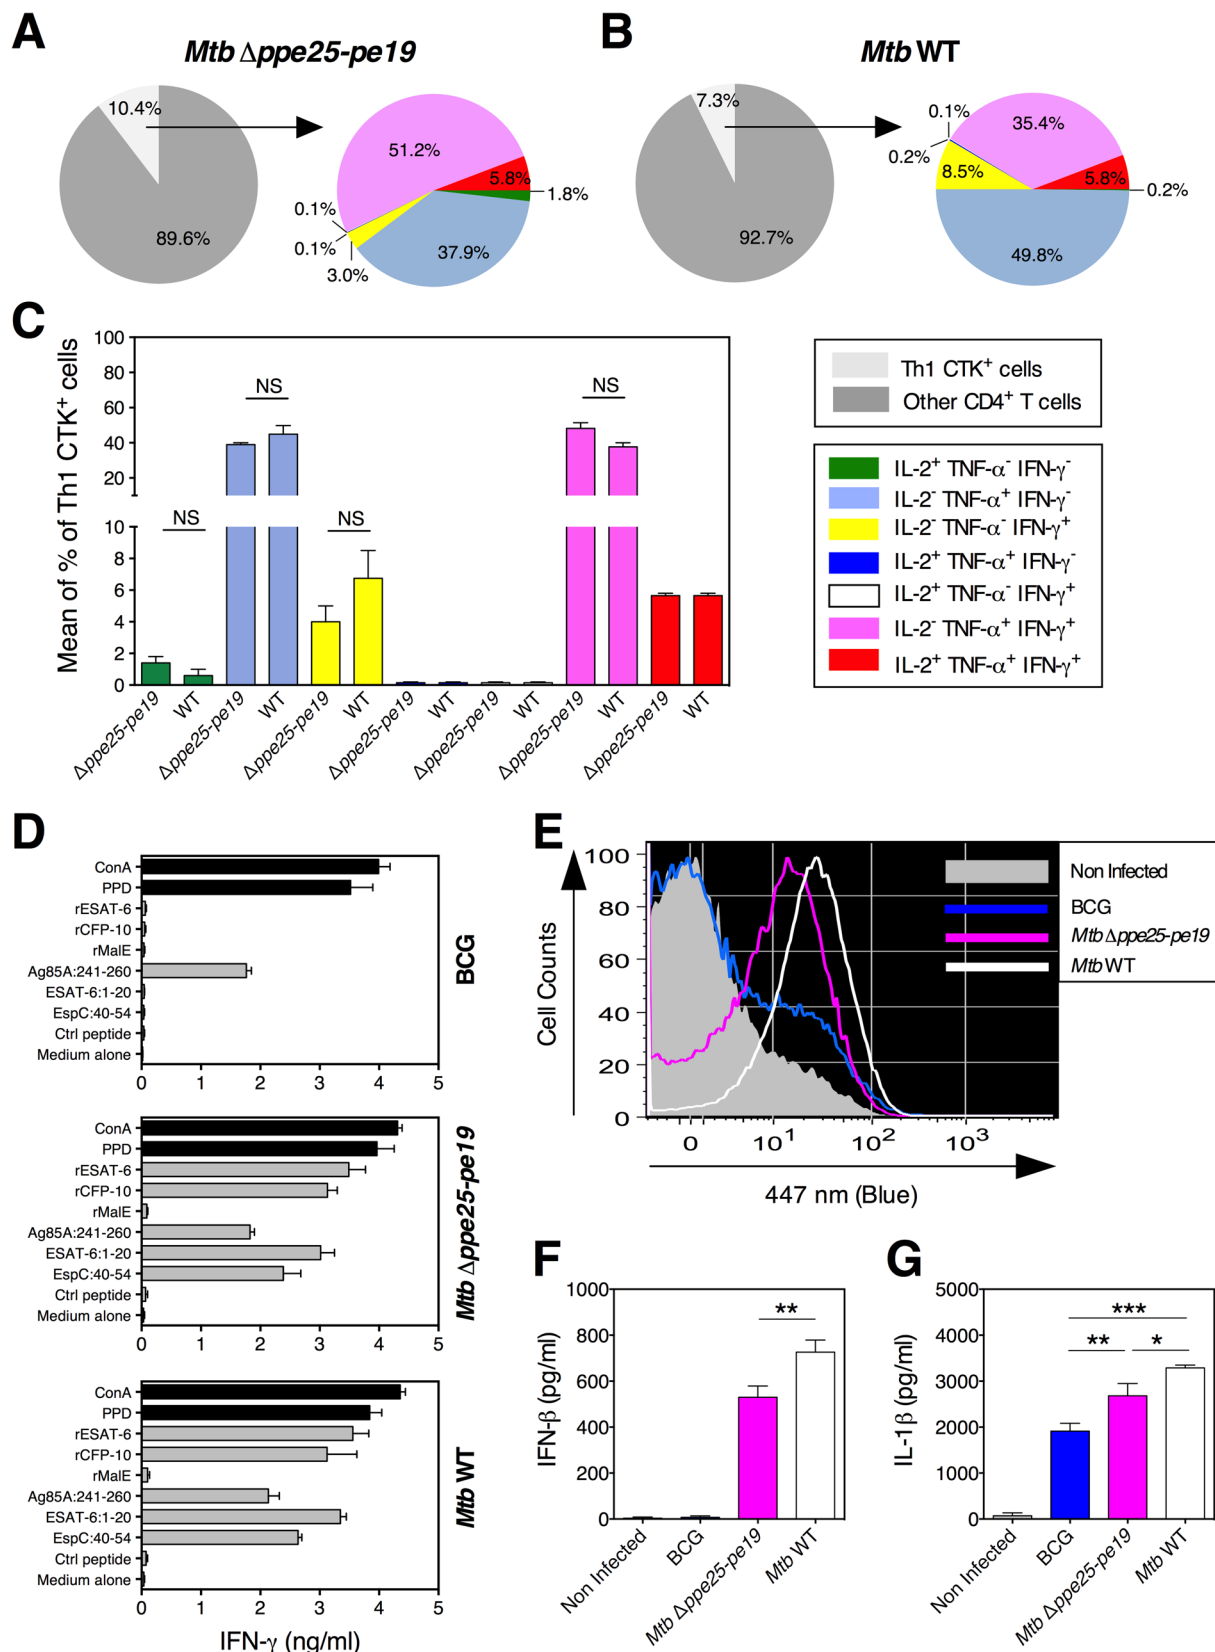 A
Mtb Δppe25-pe19
10.4%
89.6%
51.2%
5.8%
1.8%
0.1%
0.1%
3.0%
37.9%
B
Mtb WT
7.3%
92.7%
0.1%
0.2%
35.4%
8.5%
5.8%
0.2%
49.8%
C
Mean of % of Th1 CTK⁺ cells
100
80
60
40
20
10
8
6
4
2
0
NS
NS
NS
NS
Δppe25-pe19
WT
Δppe25-pe19
WT
Δppe25-pe19
WT
Δppe25-pe19
WT
Δppe25-pe19
WT
Δppe25-pe19
WT
Δppe25-pe19
WT
Th1 CTK⁺ cells
Other CD4⁺ T cells
IL-2⁺ TNF-α⁻ IFN-γ⁻
IL-2⁻ TNF-α⁺ IFN-γ⁻
IL-2⁻ TNF-α⁻ IFN-γ⁺
IL-2⁺ TNF-α⁺ IFN-γ⁻
IL-2⁺ TNF-α⁻ IFN-γ⁺
IL-2⁻ TNF-α⁺ IFN-γ⁺
IL-2⁺ TNF-α⁺ IFN-γ⁺
D
ConA
PPD
rESAT-6
rCFP-10
rMalE
Ag85A:241-260
ESAT-6:1-20
EspC:40-54
Ctrl peptide
Medium alone
0 1 2 3 4 5
BCG
ConA
PPD
rESAT-6
rCFP-10
rMalE
Ag85A:241-260
ESAT-6:1-20
EspC:40-54
Ctrl peptide
Medium alone
0 1 2 3 4 5
Mtb Δppe25-pe19
ConA
PPD
rESAT-6
rCFP-10
rMalE
Ag85A:241-260
ESAT-6:1-20
EspC:40-54
Ctrl peptide
Medium alone
0 1 2 3 4 5
Mtb WT
IFN-γ (ng/ml)
E
Cell Counts
100
80
60
40
20
0
0 10¹ 10² 10³
447 nm (Blue)
Non Infected
BCG
Mtb Δppe25-pe19
Mtb WT
F
IFN-β (pg/ml)
1000
800
600
400
200
0
**
Non Infected
BCG
Mtb Δppe25-pe19
Mtb WT
G
IL-1β (pg/ml)
5000
4000
3000
2000
1000
0
***
** *
Non Infected
BCG
Mtb Δppe25-pe19
Mtb WT